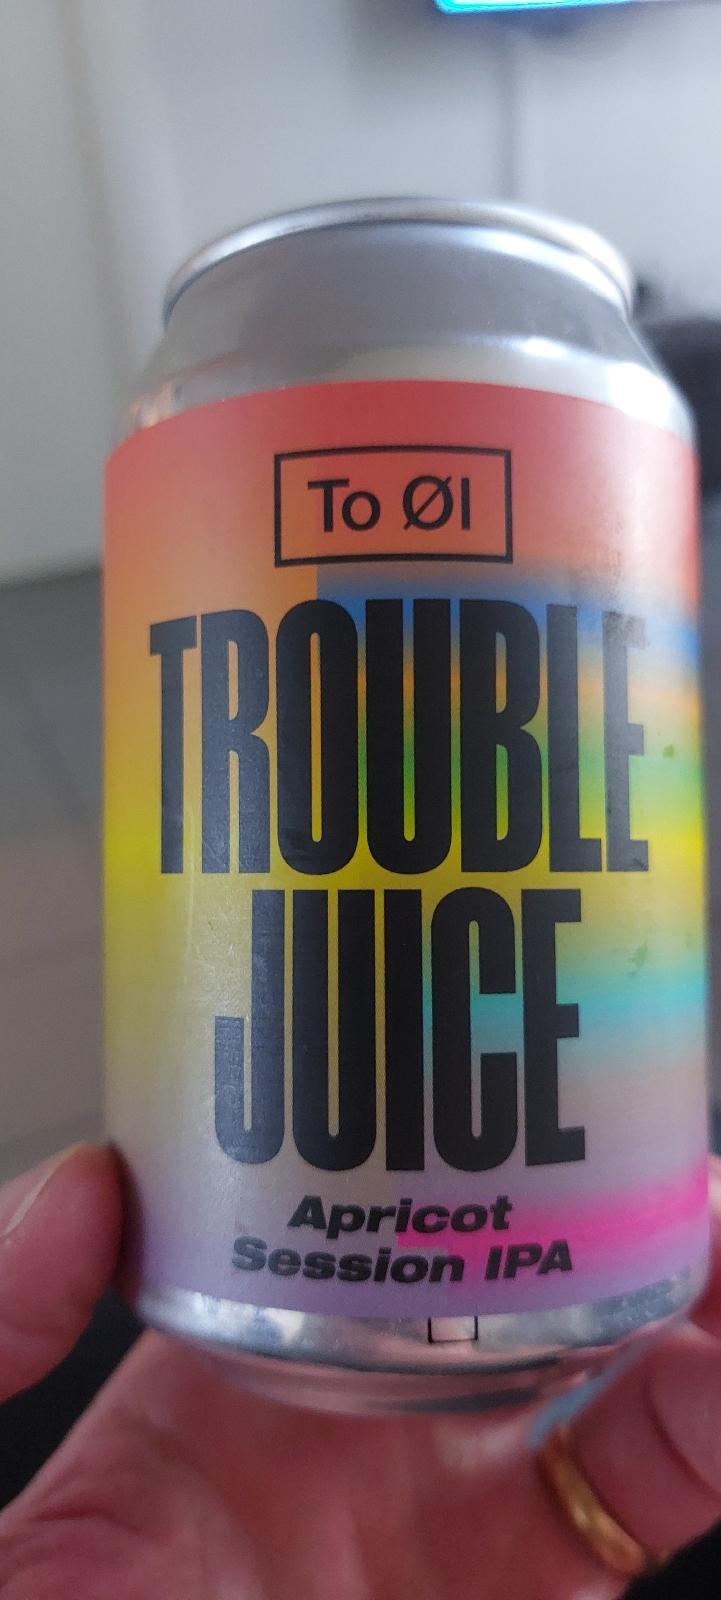 To Øl
TROUBLE
JUICE
Apricot
Session IPA